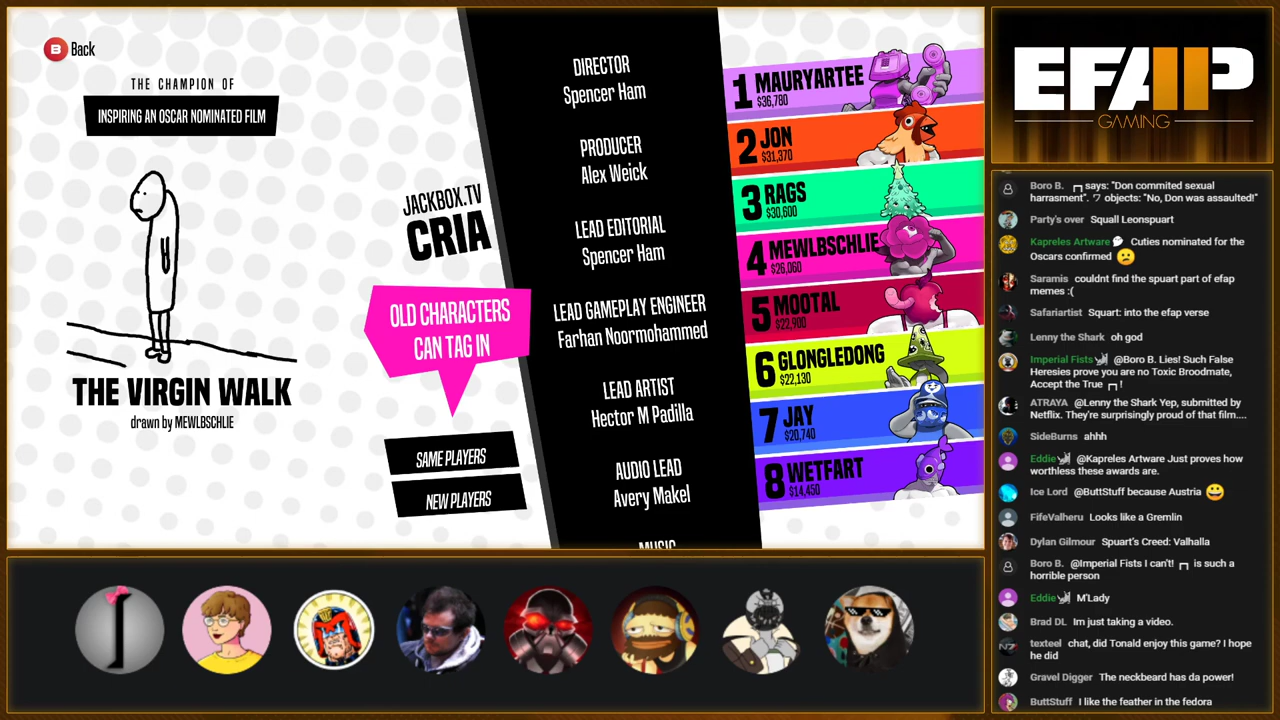 B Back
THE CHAMPION OF
INSPIRING AN OSCAR NOMINATED FILM
THE VIRGIN WALK
drawn by MEWLBSCHLIE
JACKBOX.TV
CRIA
OLD CHARACTERS
CAN TAG IN
SAME PLAYERS
NEW PLAYERS
DIRECTOR
Spencer Ham
PRODUCER
Alex Weick
LEAD EDITORIAL
Spencer Ham
LEAD GAMEPLAY ENGINEER
Farhan Noormohammed
LEAD ARTIST
Hector M Padilla
AUDIO LEAD
Avery Makel
MUSIC
1 MAURYARTEE
$36,780
2 JON
$31,370
3 RAGS
$30,600
4 MEWLBSCHLIE
$26,060
5 MOOTAL
$22,900
6 GLONGLEDONG
$22,130
7 JAY
$20,740
8 WETFART
$14,450
EFAP
GAMING
Boro B. ┌┐ says: "Don commited sexual
harrasment". ワ objects: "No, Don was assaulted!"
Party's over Squall Leonspuart
Kapreles Artware Cuties nominated for the
Oscars confirmed
Saramis couldnt find the spuart part of efap
memes :(
Safariartist Squart: into the efap verse
Lenny the Shark oh god
Imperial Fists @Boro B. Lies! Such False
Heresies prove you are no Toxic Broodmate,
Accept the True ┌┐ !
ATRAYA @Lenny the Shark Yep, submitted by
Netflix. They're surprisingly proud of that film....
SideBurns ahhh
Eddie @Kapreles Artware Just proves how
worthless these awards are.
Ice Lord @ButtStuff because Austria
FifeValheru Looks like a Gremlin
Dylan Gilmour Spuart's Creed: Valhalla
Boro B. @Imperial Fists I can't! ┌┐ is such a
horrible person
Eddie M'Lady
Brad DL Im just taking a video.
texteel chat, did Tonald enjoy this game? I hope
he did
Gravel Digger The neckbeard has da power!
ButtStuff I like the feather in the fedora